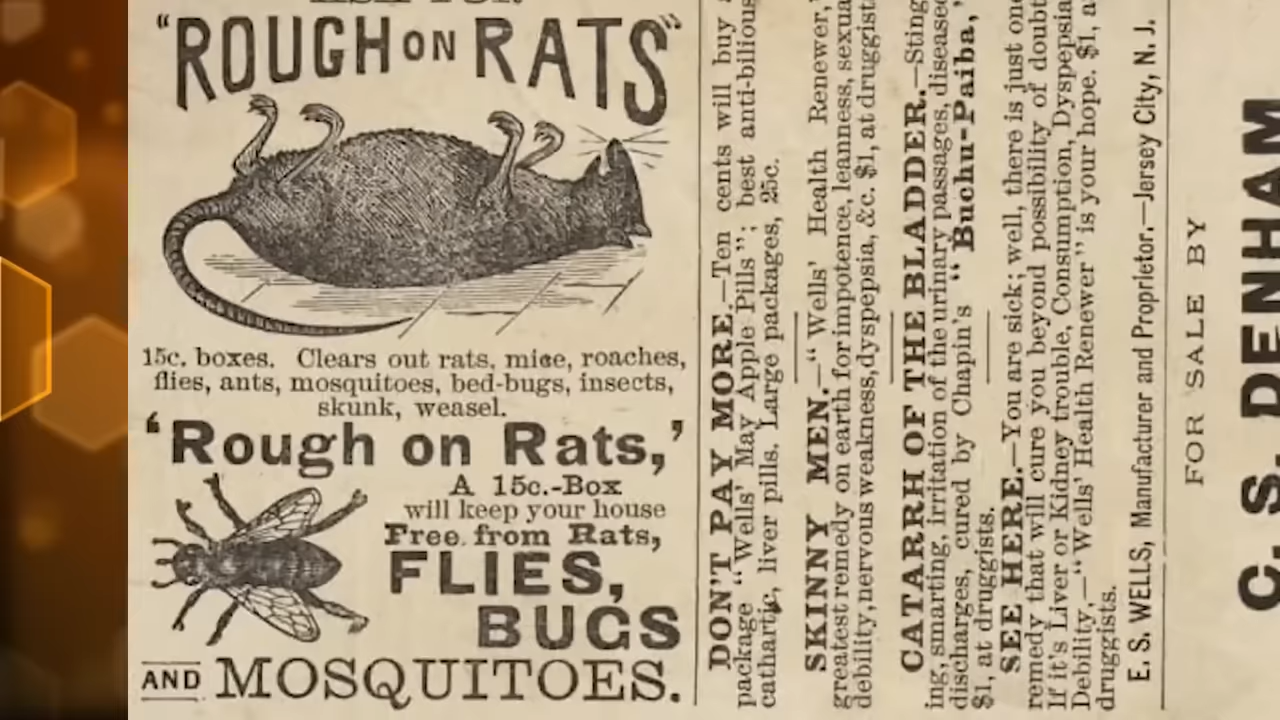 "ROUGH ON RATS"
15c. boxes. Clears out rats, mice, roaches,
flies, ants, mosquitoes, bed-bugs, insects,
skunk, weasel.
'Rough on Rats,'
A 15c.-Box
will keep your house
Free from Rats,
FLIES,
BUGS
AND MOSQUITOES.
DON'T PAY MORE.—Ten cents will buy
package "Wells' May Apple Pills"; best anti-bilious
cathartic, liver pills. Large packages, 25c.
SKINNY MEN.—"Wells' Health Renewer,"
greatest remedy on earth for impotence, leanness, sexua
debility, nervous weakness, dyspepsia, &c. $1, at druggist
CATARRH OF THE BLADDER.—Sting
ing, smarting, irritation of the urinary passages, disease
discharges, cured by Chapin's "Buchu-Paiba,"
$1, at druggists.
SEE HERE.—You are sick; well, there is just one
remedy that will cure you beyond possibility of doubt
If it's Liver or Kidney trouble, Consumption, Dyspepsia
Debility,—"Wells' Health Renewer" is your hope. $1, a
druggists.
E. S. WELLS, Manufacturer and Proprietor.—Jersey City, N. J.
FOR SALE BY
C. S. DENHAM